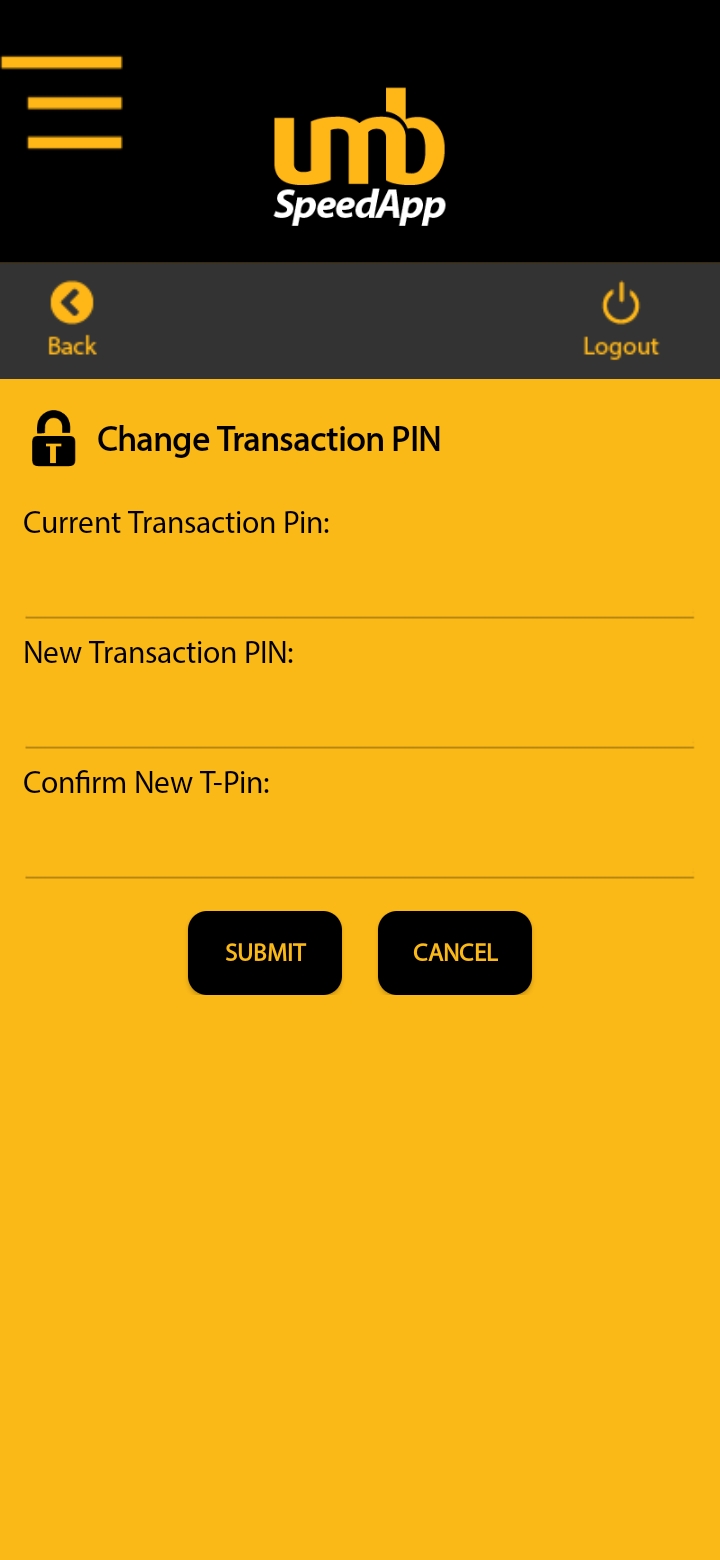 umb
SpeedApp
Back
Logout
T
Change Transaction PIN
Current Transaction Pin:
New Transaction PIN:
Confirm New T-Pin:
SUBMIT
CANCEL